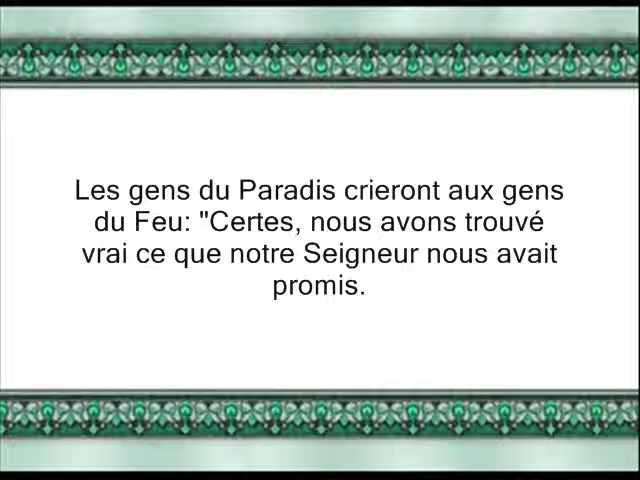 Les gens du Paradis crieront aux gens
du Feu: "Certes, nous avons trouvé
vrai ce que notre Seigneur nous avait
promis.